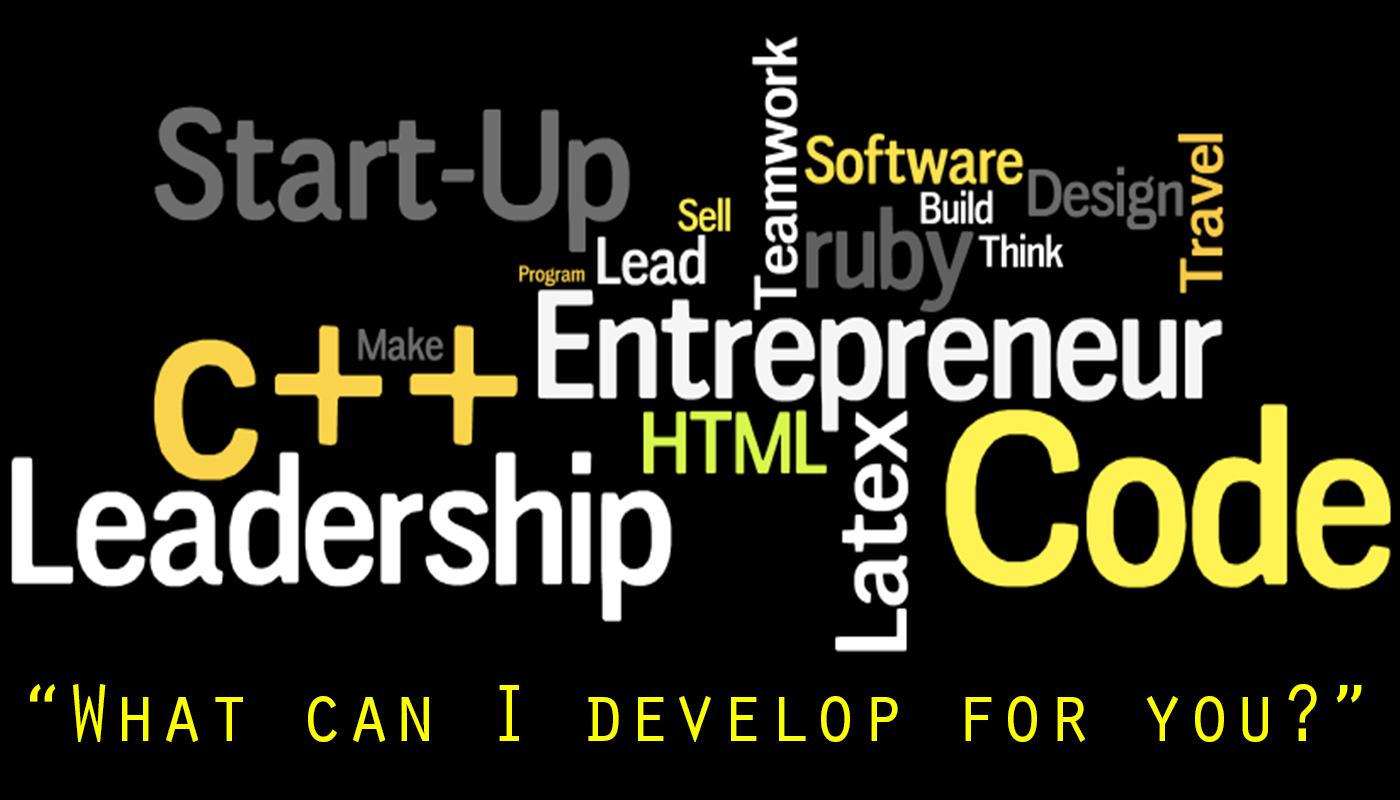 Start-Up
Teamwork
Software
Travel
Design
Build
Sell
ruby
Think
Lead
Program
Entrepreneur
Make
c++
HTML
Code
Latex
Leadership
“What can I develop for you?”